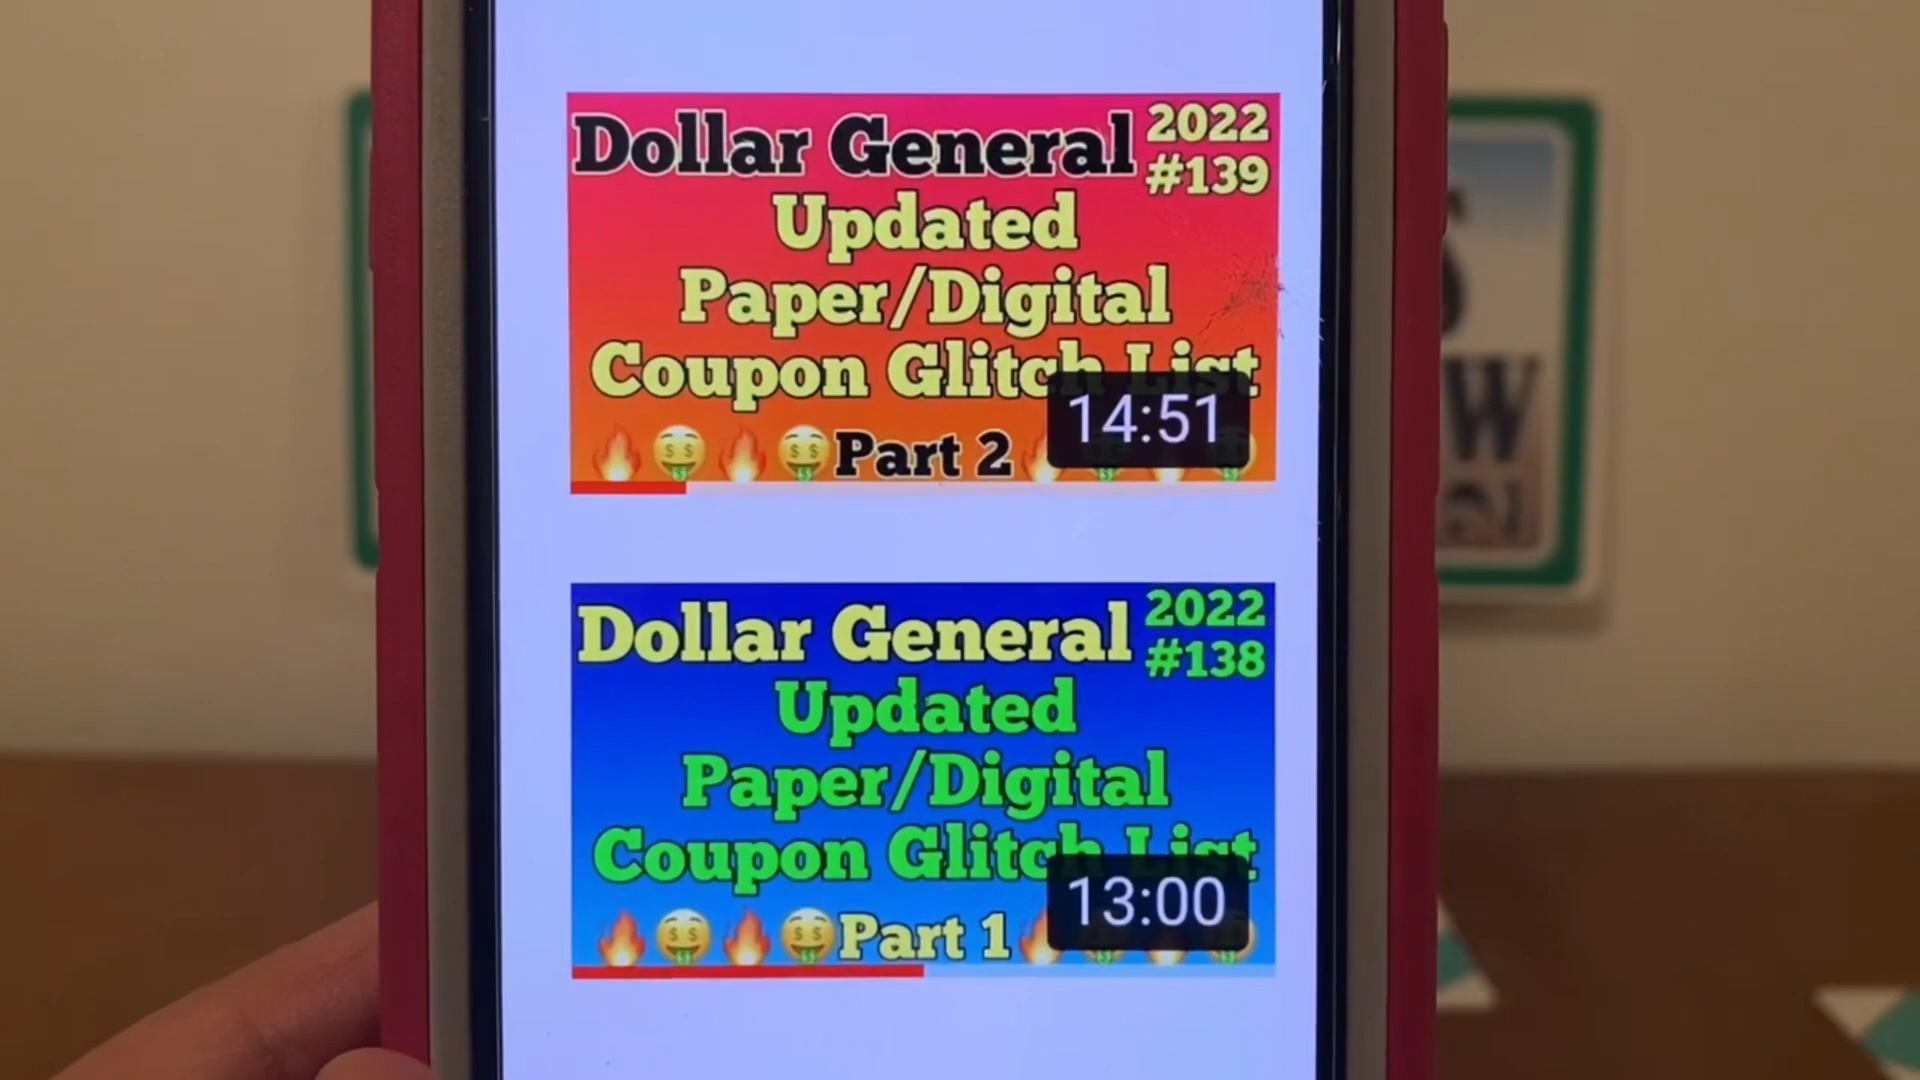 Dollar General 2022
#139
Updated
Paper/Digital
Coupon Glitch List
14:51
Part 2
Dollar General 2022
#138
Updated
Paper/Digital
Coupon Glitch List
13:00
Part 1
W